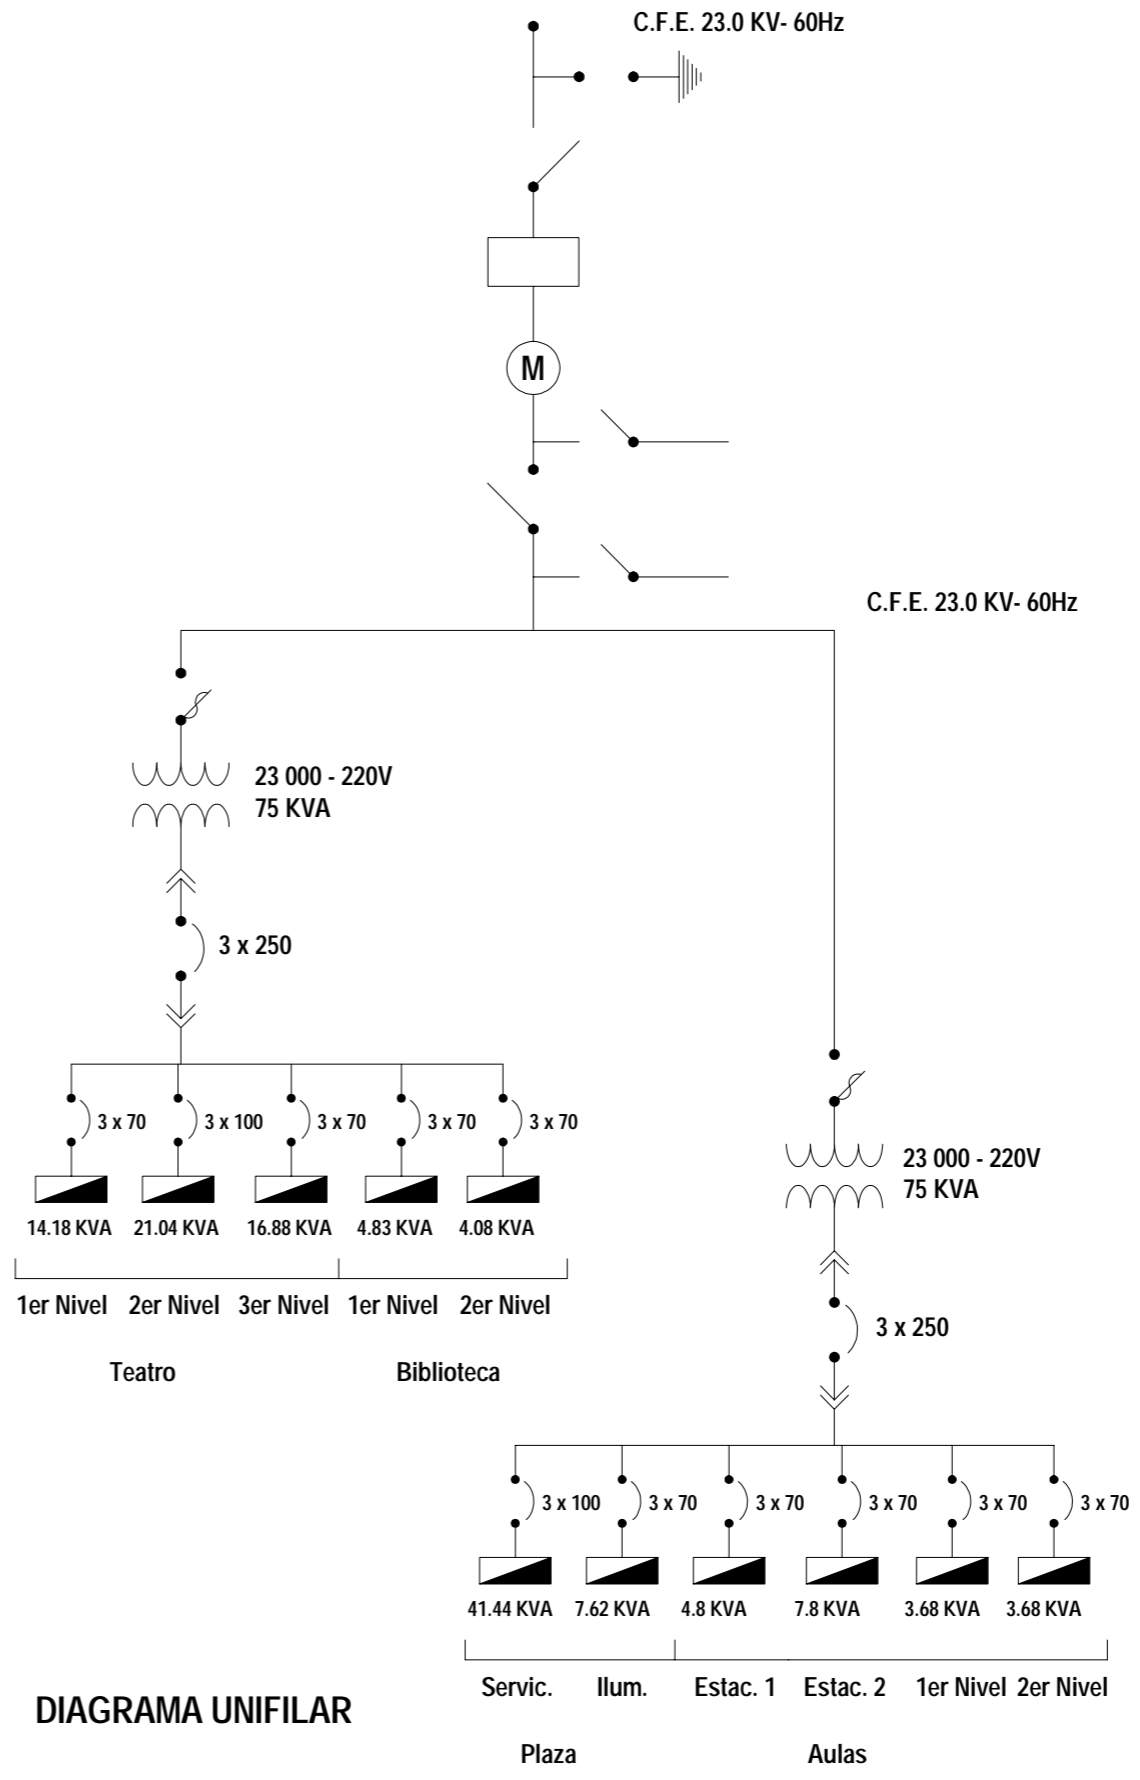 C.F.E. 23.0 KV- 60Hz
M
C.F.E. 23.0 KV- 60Hz
23 000 - 220V
75 KVA
3 x 250
3 x 70 3 x 100 3 x 70 3 x 70 3 x 70
14.18 KVA 21.04 KVA 16.88 KVA 4.83 KVA 4.08 KVA
1er Nivel 2er Nivel 3er Nivel 1er Nivel 2er Nivel
Teatro Biblioteca
23 000 - 220V
75 KVA
3 x 250
3 x 100 3 x 70 3 x 70 3 x 70 3 x 70 3 x 70
41.44 KVA 7.62 KVA 4.8 KVA 7.8 KVA 3.68 KVA 3.68 KVA
Servic. Ilum. Estac. 1 Estac. 2 1er Nivel 2er Nivel
Plaza Aulas
DIAGRAMA UNIFILAR